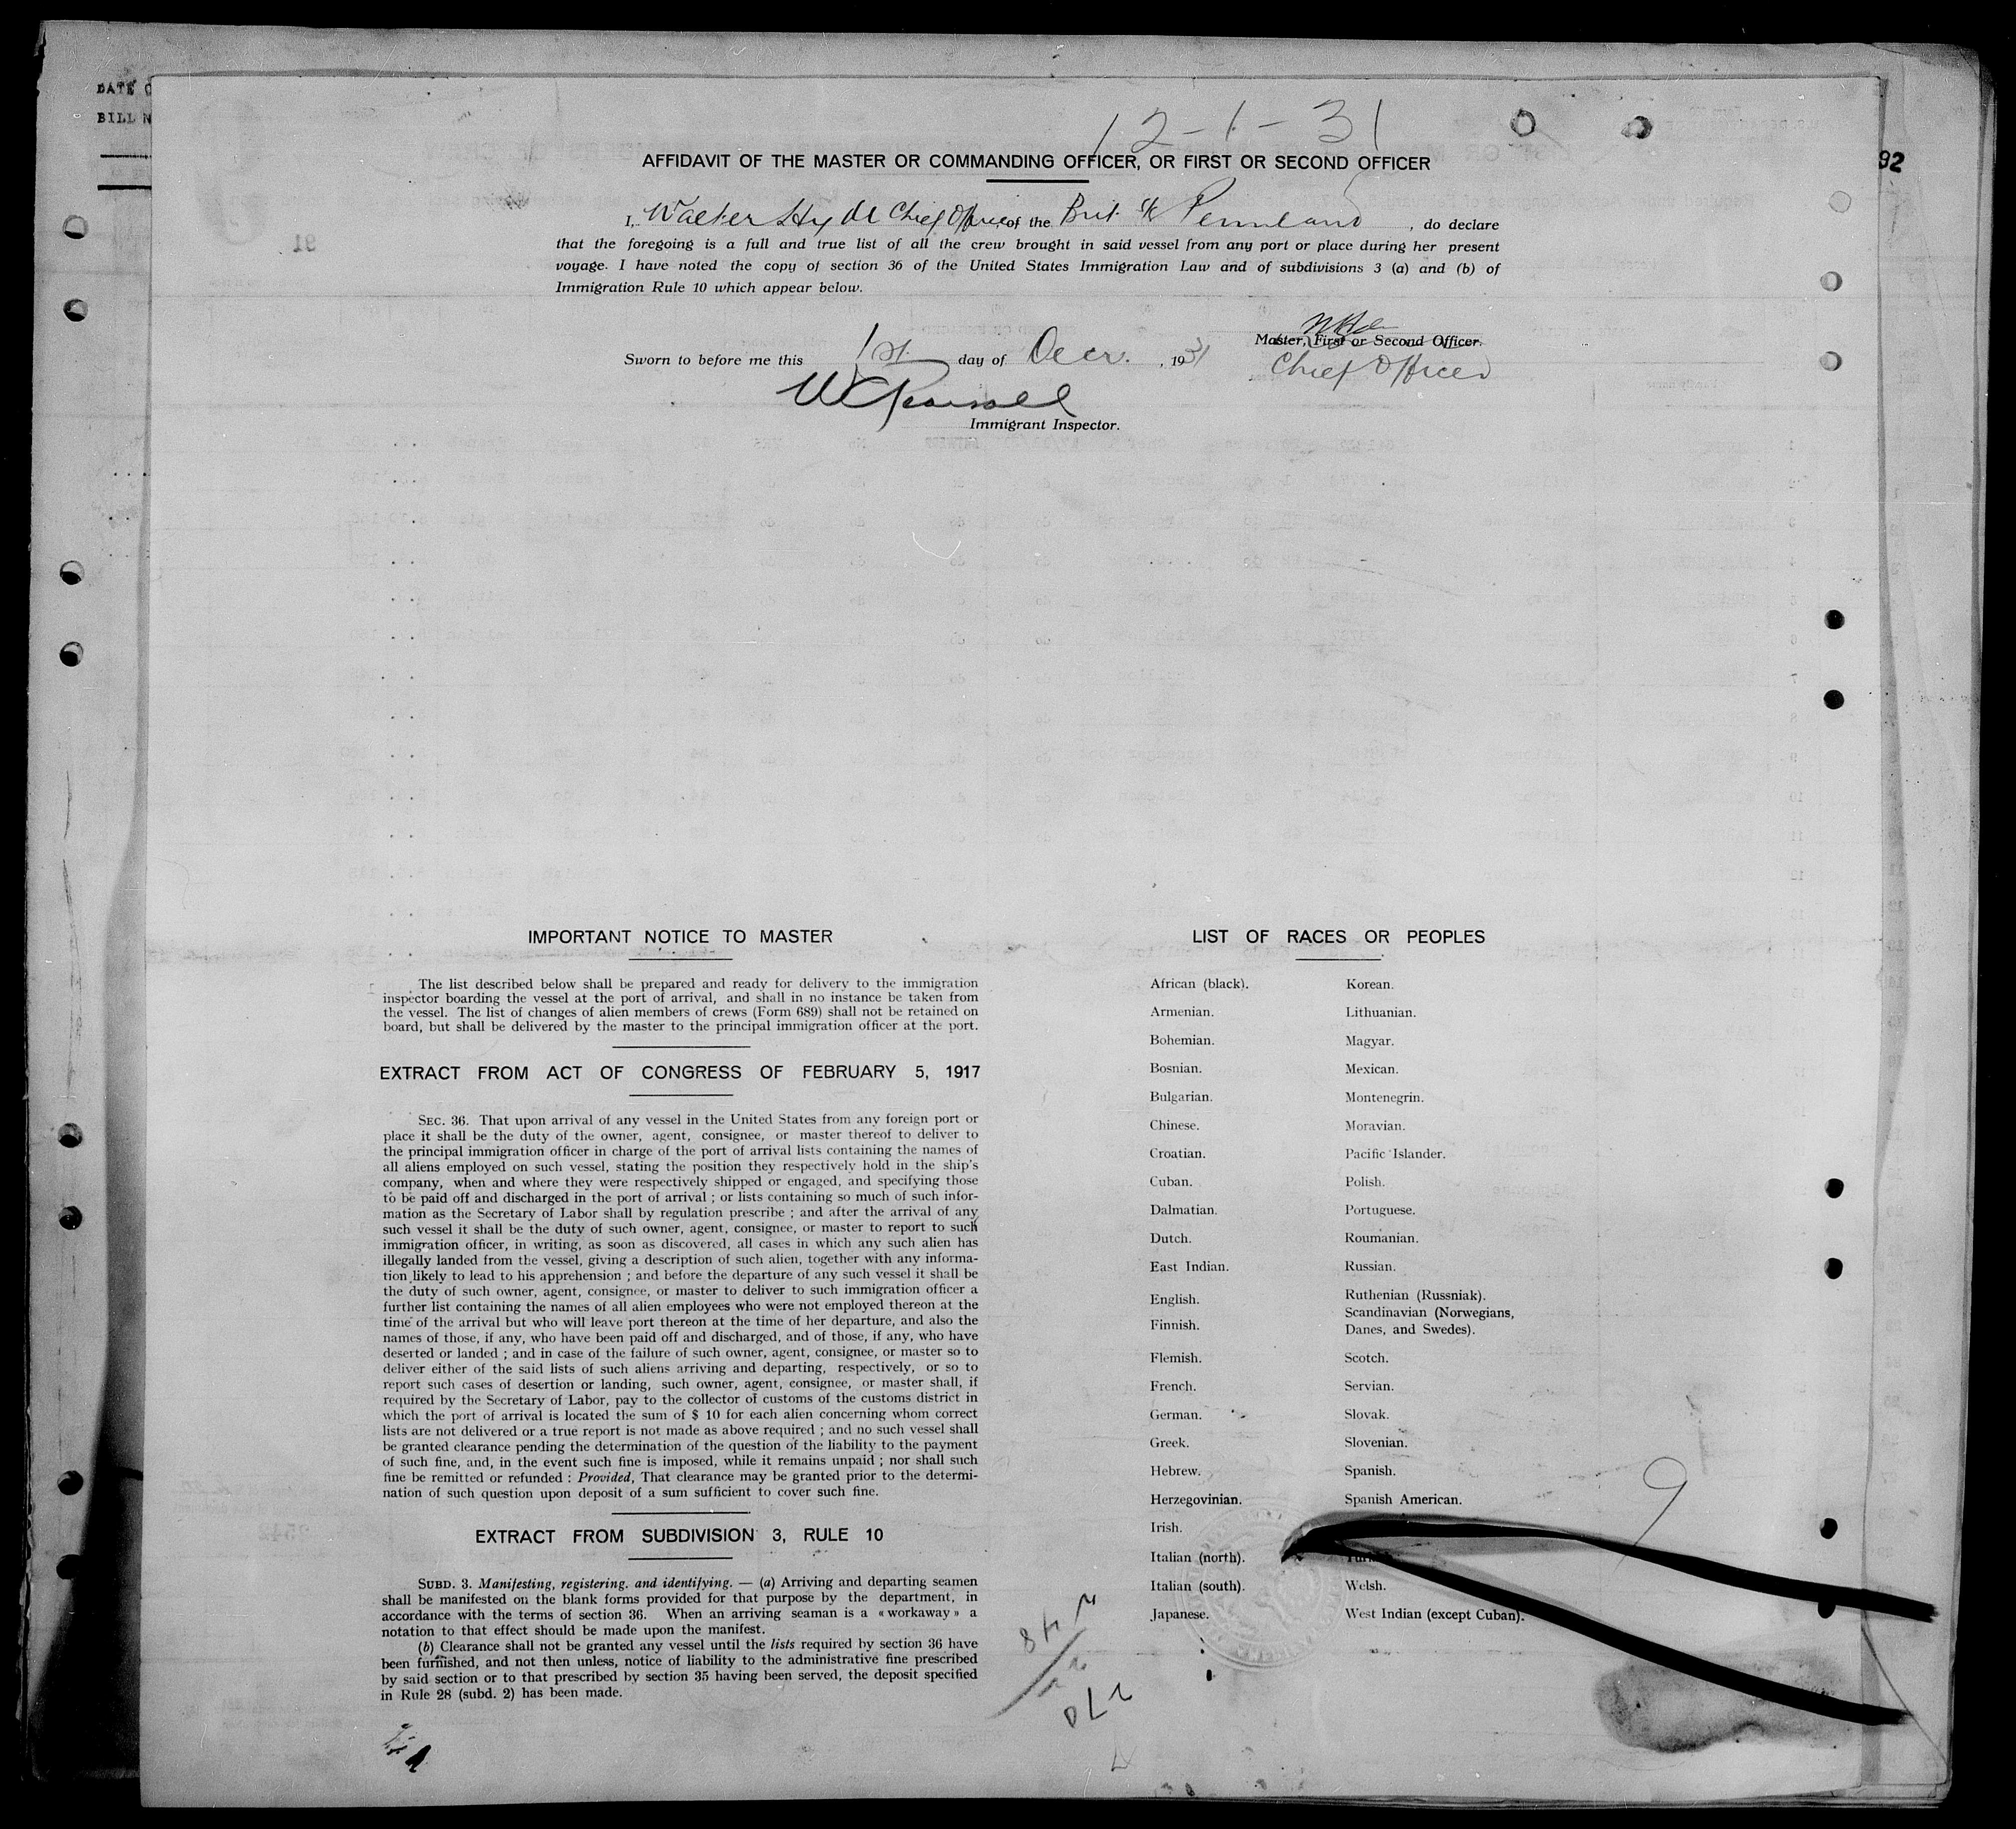 DATE
BILL N
12-1-31
92
AFFIDAVIT OF THE MASTER OR COMMANDING OFFICER, OR FIRST OR SECOND OFFICER
I, Walter Hyde Chief Officer of the Brit SS Pennland, do declare
that the foregoing is a full and true list of all the crew brought in said vessel from any port or place during her present
voyage. I have noted the copy of section 36 of the United States Immigration Law and of subdivisions 3 (a) and (b) of
Immigration Rule 10 which appear below.
Master, First or Second Officer.
Sworn to before me this 1st day of Decr. , 1931
Chief Officer
Immigrant Inspector.
IMPORTANT NOTICE TO MASTER
The list described below shall be prepared and ready for delivery to the immigration
inspector boarding the vessel at the port of arrival, and shall in no instance be taken from
the vessel. The list of changes of alien members of crews (Form 689) shall not be retained on
board, but shall be delivered by the master to the principal immigration officer at the port.
EXTRACT FROM ACT OF CONGRESS OF FEBRUARY 5, 1917
SEC. 36. That upon arrival of any vessel in the United States from any foreign port or
place it shall be the duty of the owner, agent, consignee, or master thereof to deliver to
the principal immigration officer in charge of the port of arrival lists containing the names of
all aliens employed on such vessel, stating the position they respectively hold in the ship's
company, when and where they were respectively shipped or engaged, and specifying those
to be paid off and discharged in the port of arrival ; or lists containing so much of such infor-
mation as the Secretary of Labor shall by regulation prescribe ; and after the arrival of any
such vessel it shall be the duty of such owner, agent, consignee, or master to report to such
immigration officer, in writing, as soon as discovered, all cases in which any such alien has
illegally landed from the vessel, giving a description of such alien, together with any informa-
tion likely to lead to his apprehension ; and before the departure of any such vessel it shall be
the duty of such owner, agent, consignee, or master to deliver to such immigration officer a
further list containing the names of all alien employees who were not employed thereon at the
time of the arrival but who will leave port thereon at the time of her departure, and also the
names of those, if any, who have been paid off and discharged, and of those, if any, who have
deserted or landed ; and in case of the failure of such owner, agent, consignee, or master so to
deliver either of the said lists of such aliens arriving and departing, respectively, or so to
report such cases of desertion or landing, such owner, agent, consignee, or master shall, if
required by the Secretary of Labor, pay to the collector of customs of the customs district in
which the port of arrival is located the sum of $ 10 for each alien concerning whom correct
lists are not delivered or a true report is not made as above required ; and no such vessel shall
be granted clearance pending the determination of the question of the liability to the payment
of such fine, and, in the event such fine is imposed, while it remains unpaid ; nor shall such
fine be remitted or refunded : Provided, That clearance may be granted prior to the determi-
nation of such question upon deposit of a sum sufficient to cover such fine.
EXTRACT FROM SUBDIVISION 3, RULE 10
SUBD. 3. Manifesting, registering. and identifying. — (a) Arriving and departing seamen
shall be manifested on the blank forms provided for that purpose by the department, in
accordance with the terms of section 36. When an arriving seaman is a « workaway » a
notation to that effect should be made upon the manifest.
(b) Clearance shall not be granted any vessel until the lists required by section 36 have
been furnished, and not then unless, notice of liability to the administrative fine prescribed
by said section or to that prescribed by section 35 having been served, the deposit specified
in Rule 28 (subd. 2) has been made.
LIST OF RACES OR PEOPLES
African (black).
Armenian.
Bohemian.
Bosnian.
Bulgarian.
Chinese.
Croatian.
Cuban.
Dalmatian.
Dutch.
East Indian.
English.
Finnish.
Flemish.
French.
German.
Greek.
Hebrew.
Herzegovinian.
Irish.
Italian (north).
Italian (south).
Japanese.
Korean.
Lithuanian.
Magyar.
Mexican.
Montenegrin.
Moravian.
Pacific Islander.
Polish.
Portuguese.
Roumanian.
Russian.
Ruthenian (Russniak).
Scandinavian (Norwegians,
Danes, and Swedes).
Scotch.
Servian.
Slovak.
Slovenian.
Spanish.
Spanish American.
Welsh.
West Indian (except Cuban).
9